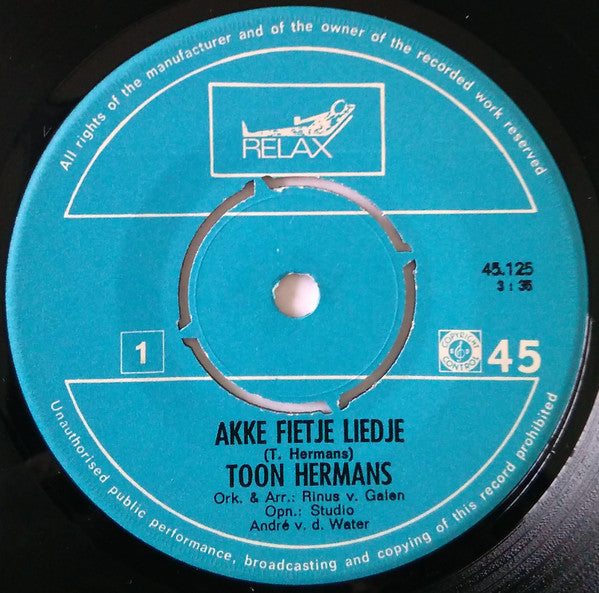 All rights of the manufacturer and of the owner of the recorded work reserved
RELAX
45.125
3 : 35
1
COPYRIGHT
CONTROL
45
AKKE FIETJE LIEDJE
(T. Hermans)
TOON HERMANS
Ork. & Arr.: Rinus v. Galen
Opn.: Studio
André v. d. Water
Unauthorised public performance, broadcasting and copying of this record prohibited